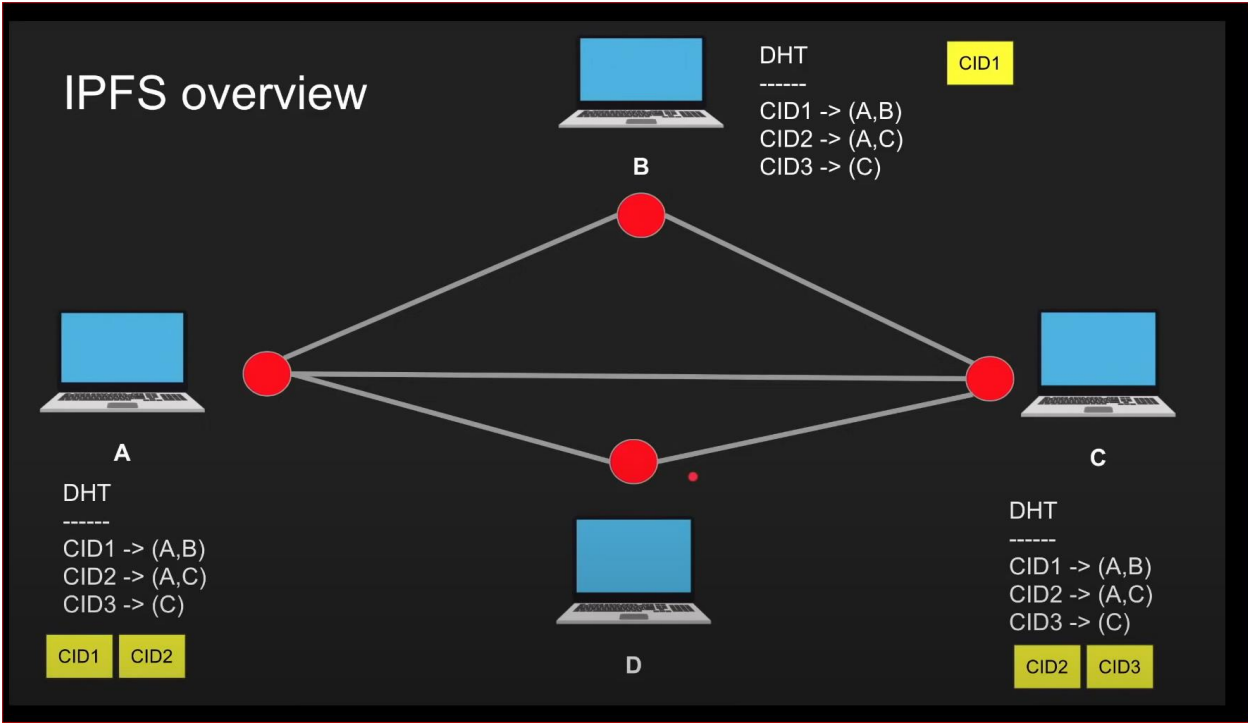 IPFS overview
DHT
------
CID1 -> (A,B)
CID2 -> (A,C)
CID3 -> (C)
CID1
B
A
DHT
------
CID1 -> (A,B)
CID2 -> (A,C)
CID3 -> (C)
CID1 CID2
C
DHT
------
CID1 -> (A,B)
CID2 -> (A,C)
CID3 -> (C)
CID2 CID3
D